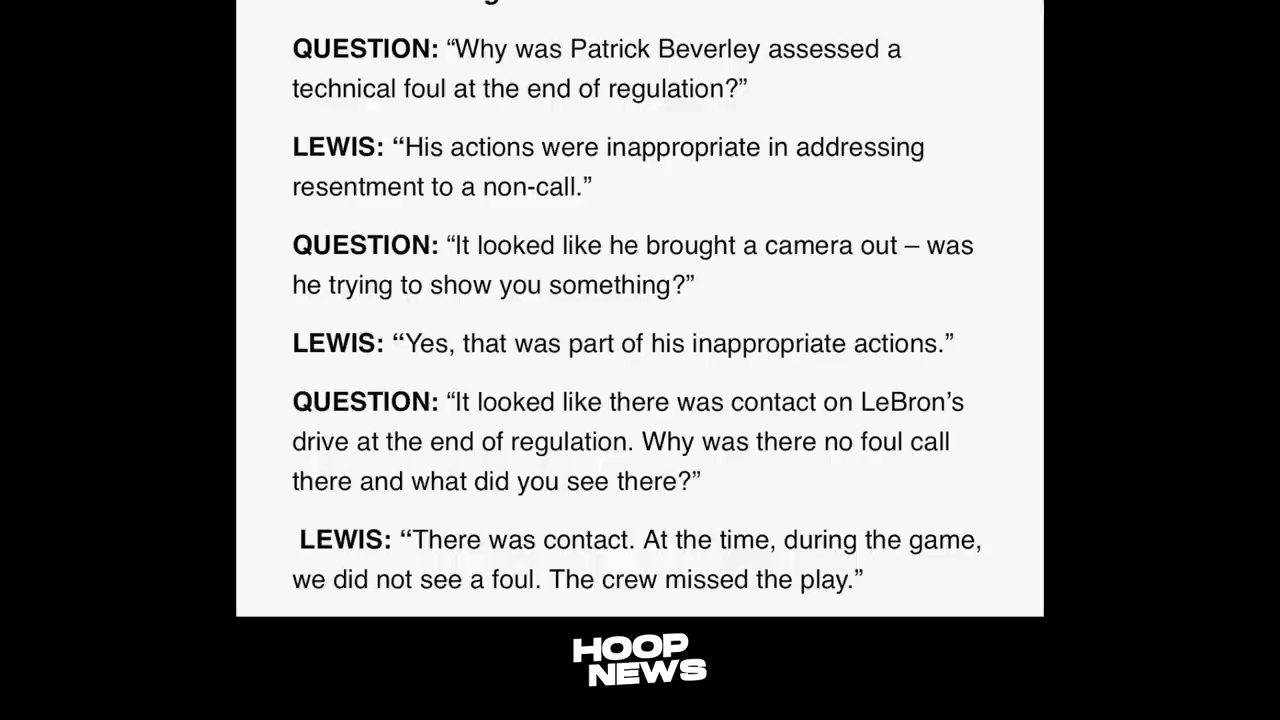 QUESTION: “Why was Patrick Beverley assessed a
technical foul at the end of regulation?”
LEWIS: “His actions were inappropriate in addressing
resentment to a non-call.”
QUESTION: “It looked like he brought a camera out – was
he trying to show you something?”
LEWIS: “Yes, that was part of his inappropriate actions.”
QUESTION: “It looked like there was contact on LeBron’s
drive at the end of regulation. Why was there no foul call
there and what did you see there?”
LEWIS: “There was contact. At the time, during the game,
we did not see a foul. The crew missed the play.”
HOOP
NEWS